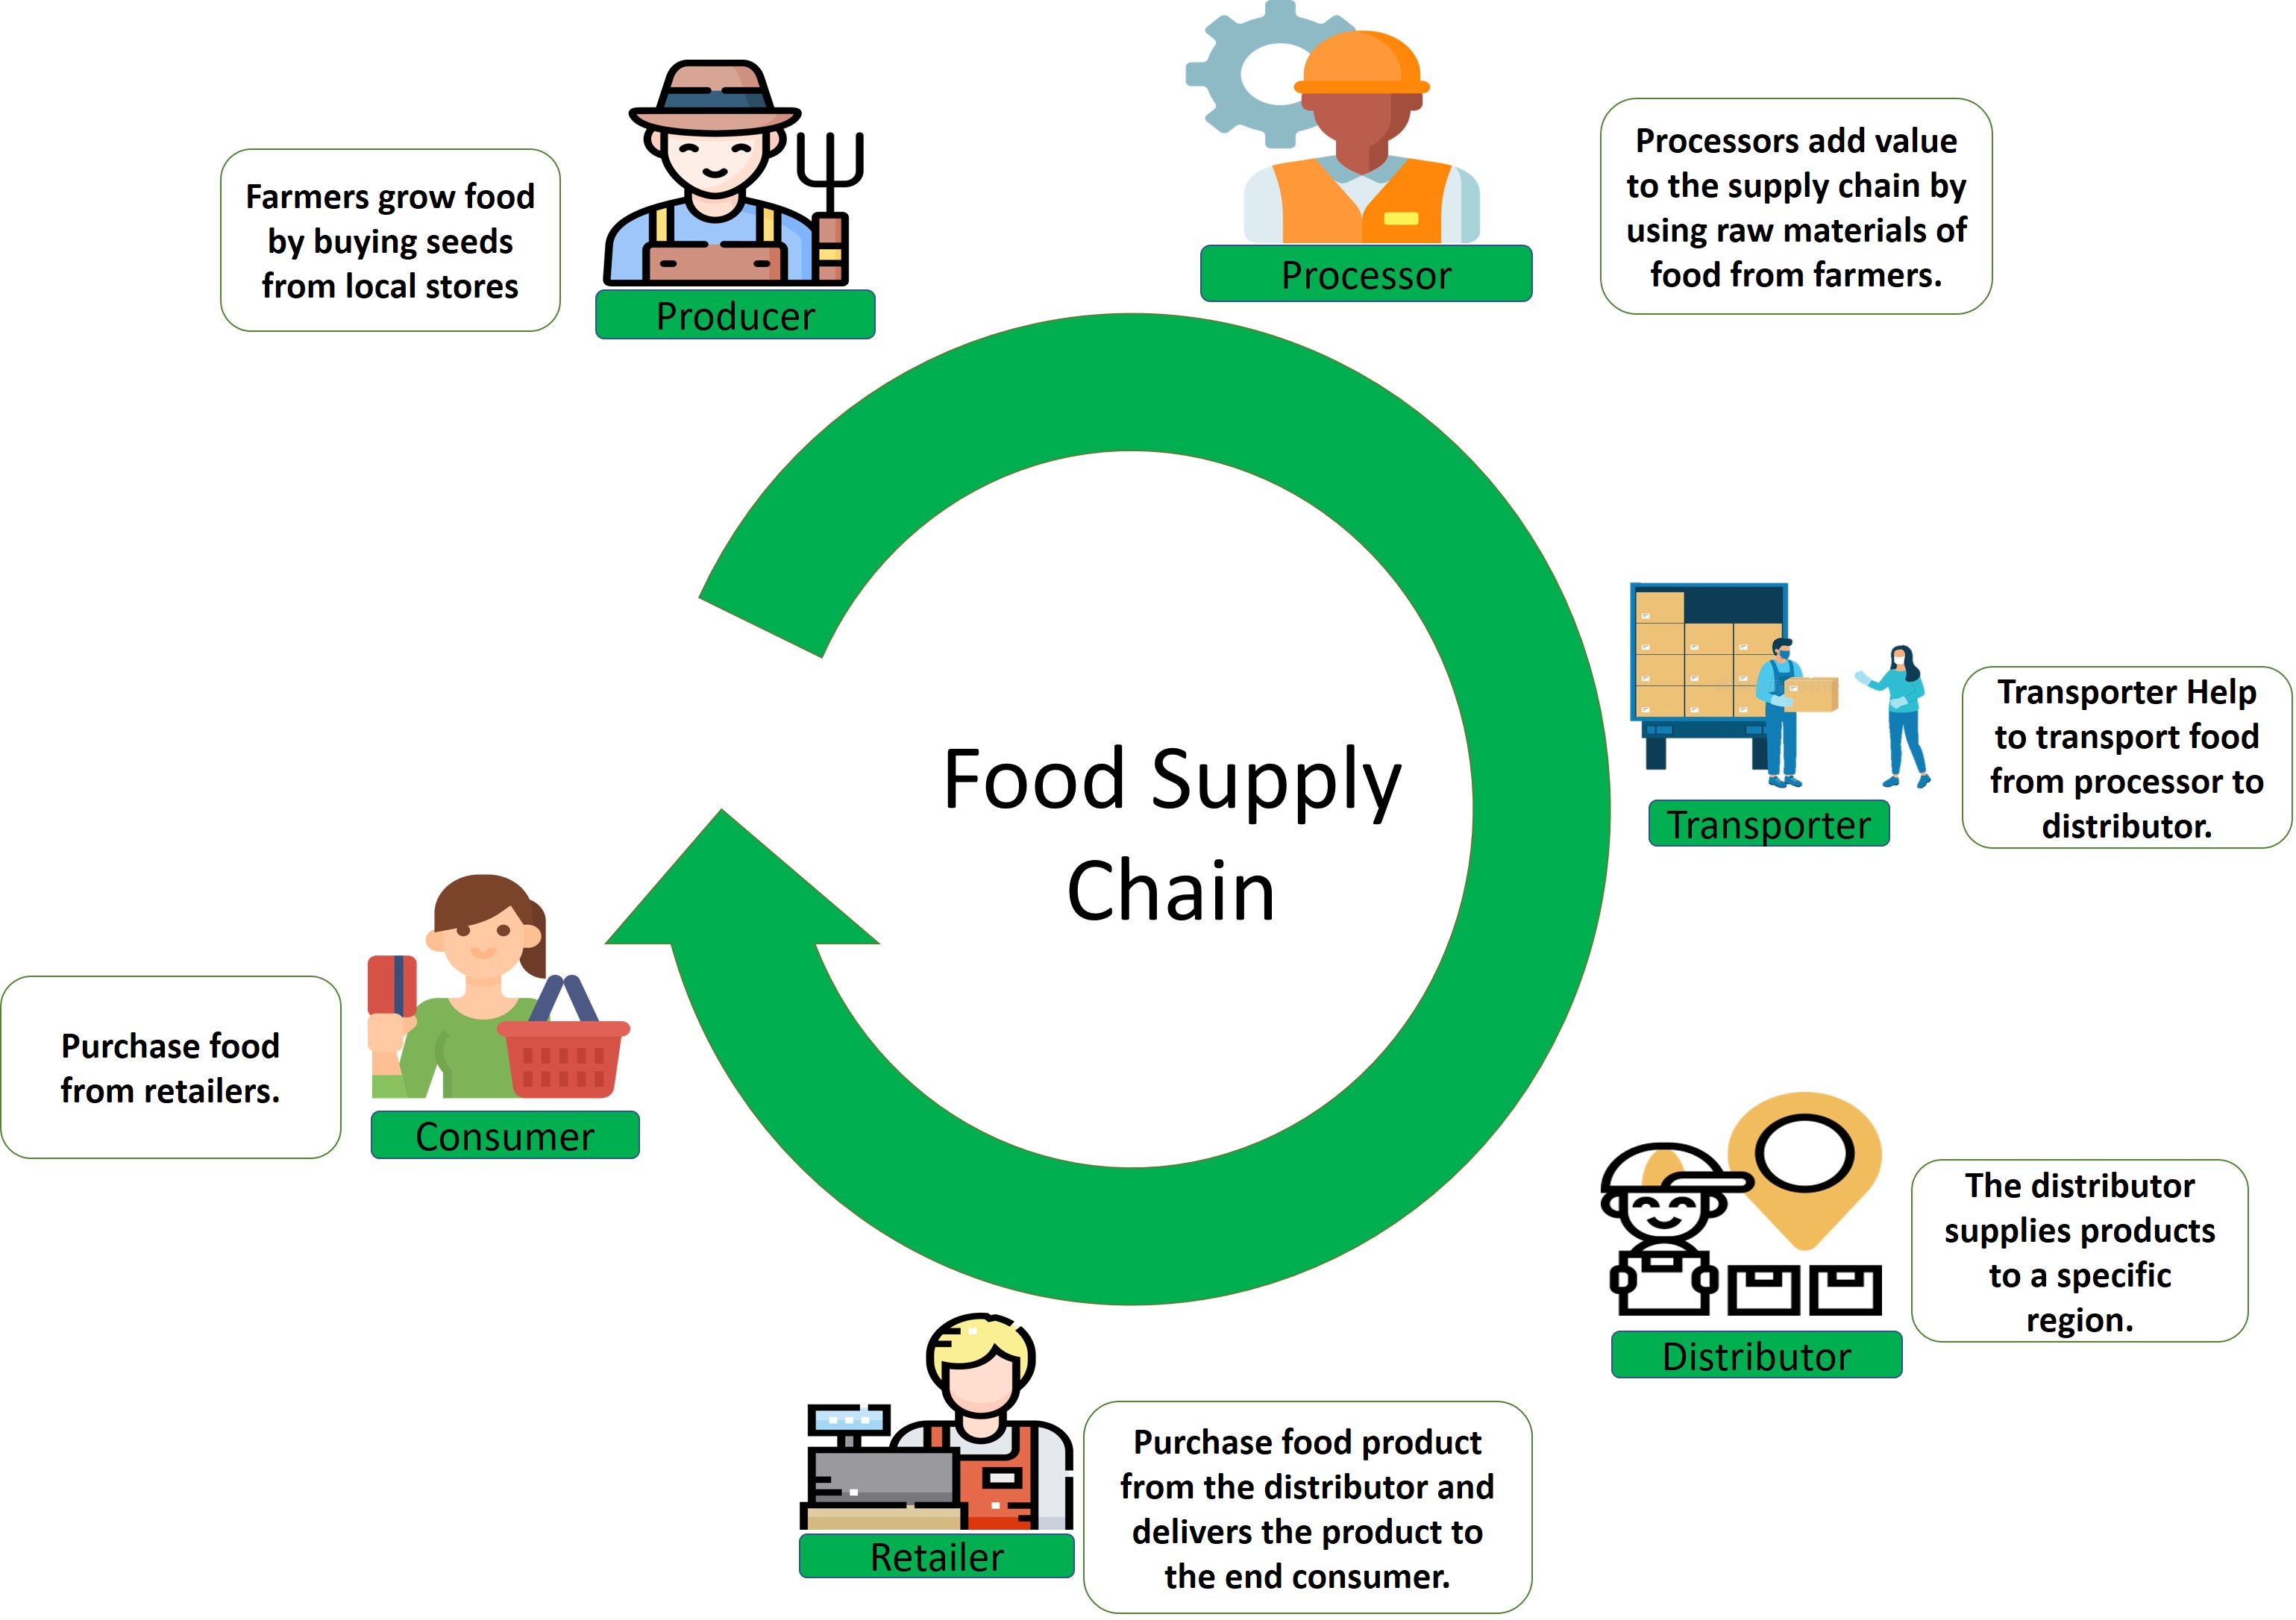 Farmers grow food
by buying seeds
from local stores
Producer
Processor
Processors add value
to the supply chain by
using raw materials of
food from farmers.
Food Supply
Chain
Transporter
Transporter Help
to transport food
from processor to
distributor.
Distributor
The distributor
supplies products
to a specific
region.
Retailer
Purchase food product
from the distributor and
delivers the product to
the end consumer.
Consumer
Purchase food
from retailers.